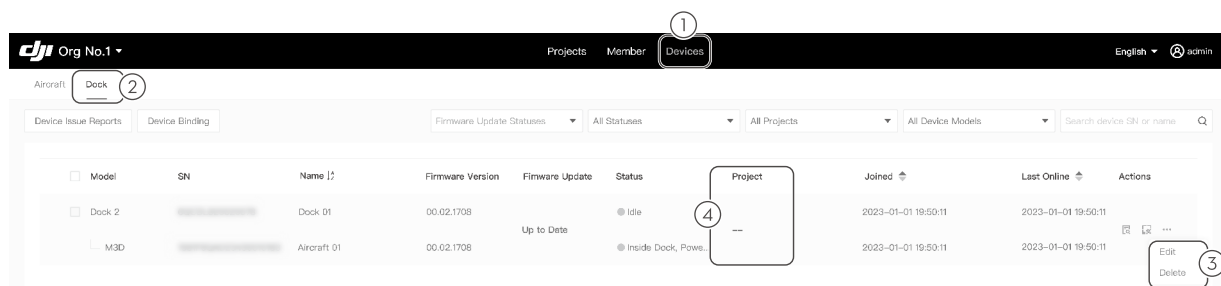 1
dji Org No.1 Projects Member Devices English admin
Aircraft Dock 2
Device Issue Reports Device Binding Firmware Update Statuses All Statuses All Projects All Device Models Search device SN or name
Model SN Name Firmware Version Fimware Update Status Project Joined Last Online Actions
Dock 2 Dock 01 00.02.1708 Idle 2023-01-01 19:50:11 2023-01-01 19:50:11
4
Up to Date --
M3D Aircraft 01 00.02.1708 Inside Dock, Powe... 2023-01-01 19:50:11 2023-01-01 19:50:11
Edit
3
Delete